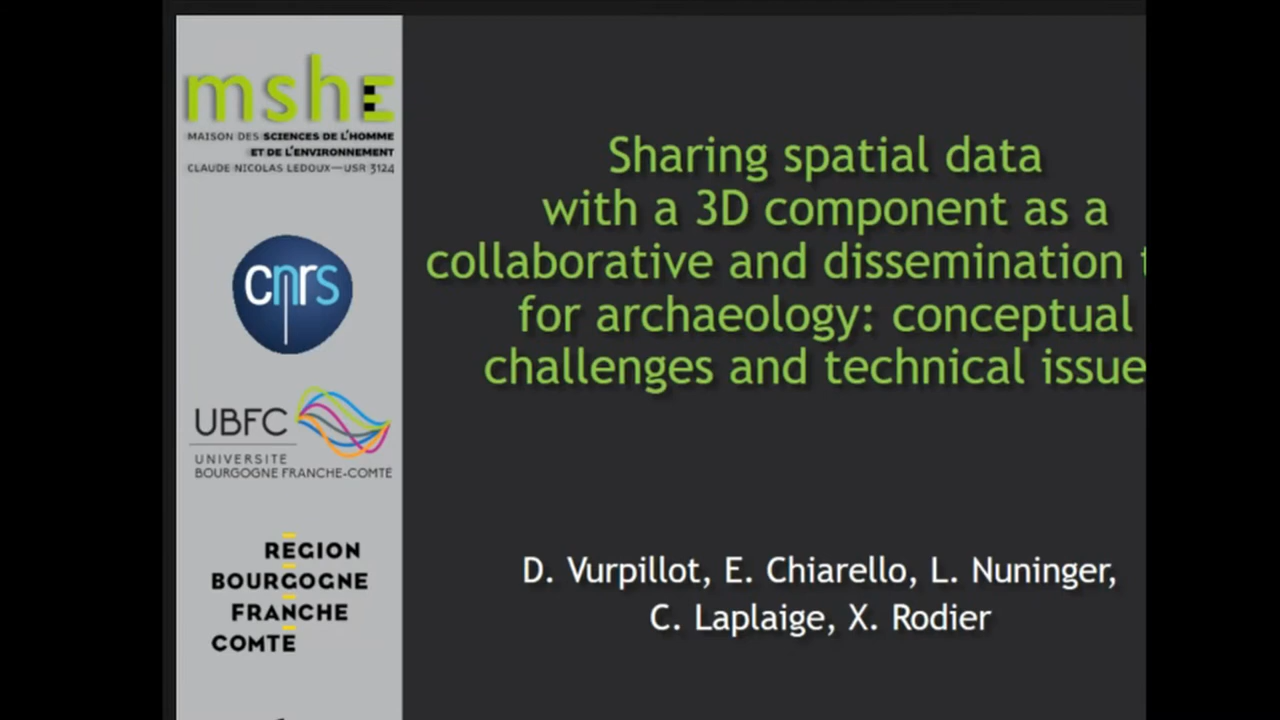 mshE
MAISON DES SCIENCES DE L'HOMME
ET DE L'ENVIRONNEMENT
CLAUDE NICOLAS LEDOUX—USR 3124
cnrs
UBFC
UNIVERSITE
BOURGOGNE FRANCHE-COMTE
REGION
BOURGOGNE
FRANCHE
COMTE
Sharing spatial data
with a 3D component as a
collaborative and dissemination
for archaeology: conceptual
challenges and technical issue
D. Vurpillot, E. Chiarello, L. Nuninger,
C. Laplaige, X. Rodier